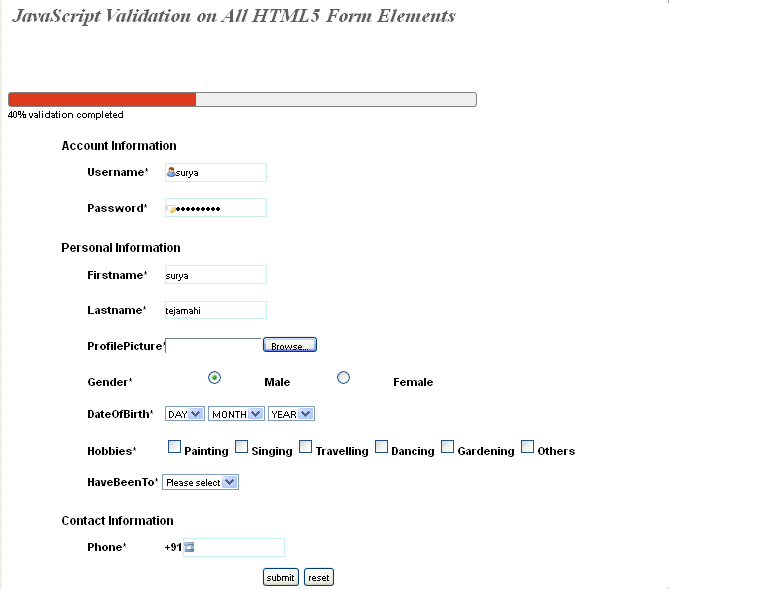 JavaScript Validation on All HTML5 Form Elements
40% validation completed
Account Information
Username* surya
Password* •••••••••
Personal Information
Firstname* surya
Lastname* tejamahi
ProfilePicture* Browse...
Gender* Male Female
DateOfBirth* DAY MONTH YEAR
Hobbies* Painting Singing Travelling Dancing Gardening Others
HaveBeenTo* Please select
Contact Information
Phone* +91
submit reset